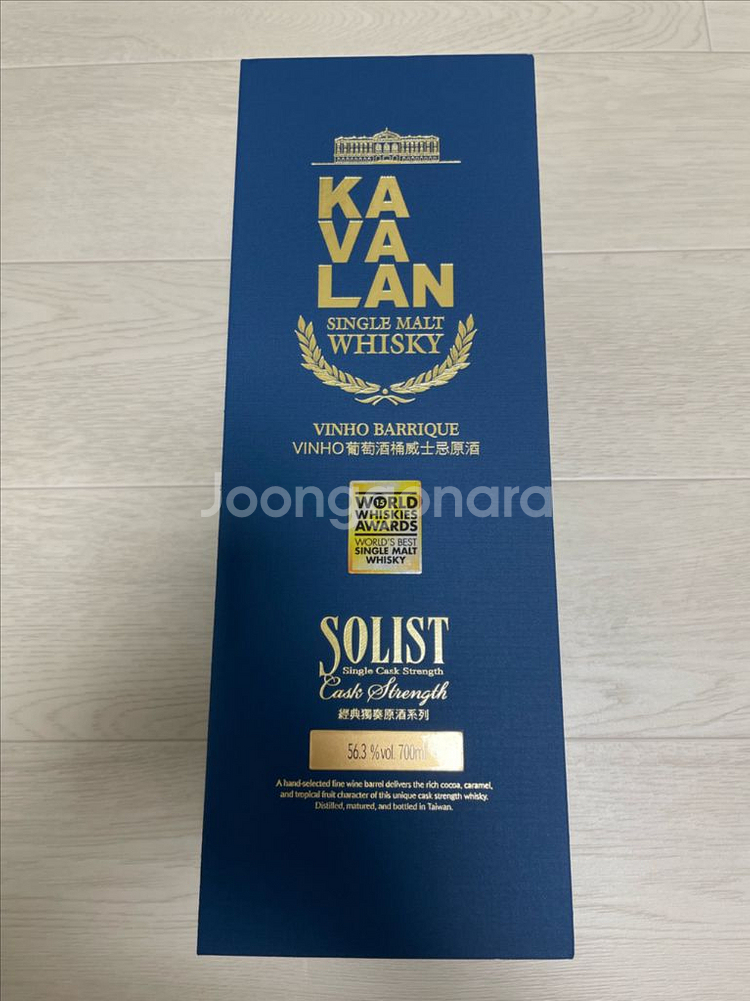 KA
VA
LAN
SINGLE MALT
WHISKY
VINHO BARRIQUE
VINHO葡萄酒桶威士忌原酒
Joonggonara
WORLD
15
WHISKIES
AWARDS
WORLD'S BEST
SINGLE MALT
WHISKY
SOLIST
Single Cask Strength
Cask Strength
經典獨奏原酒系列
56.3 %vol. 700ml
A hand-selected fine wine barrel delivers the rich cocoa, caramel,
and tropical fruit character of this unique cask strength whisky.
Distilled, matured, and bottled in Taiwan.